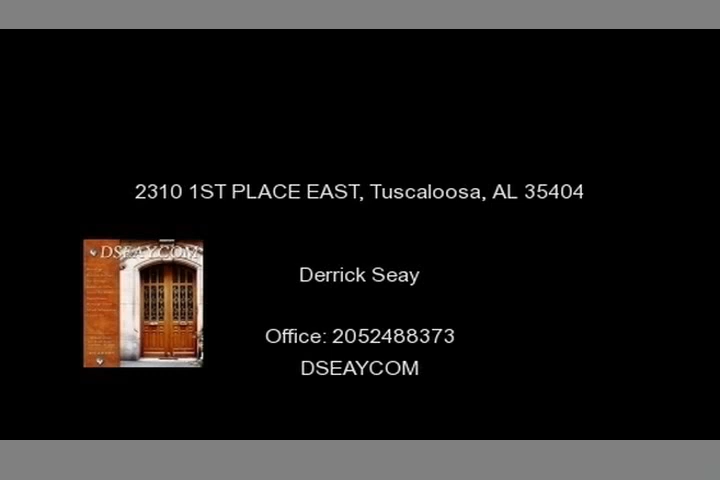 2310 1ST PLACE EAST, Tuscaloosa, AL 35404
DSEAYCOM
Derrick Seay
Office: 2052488373
DSEAYCOM